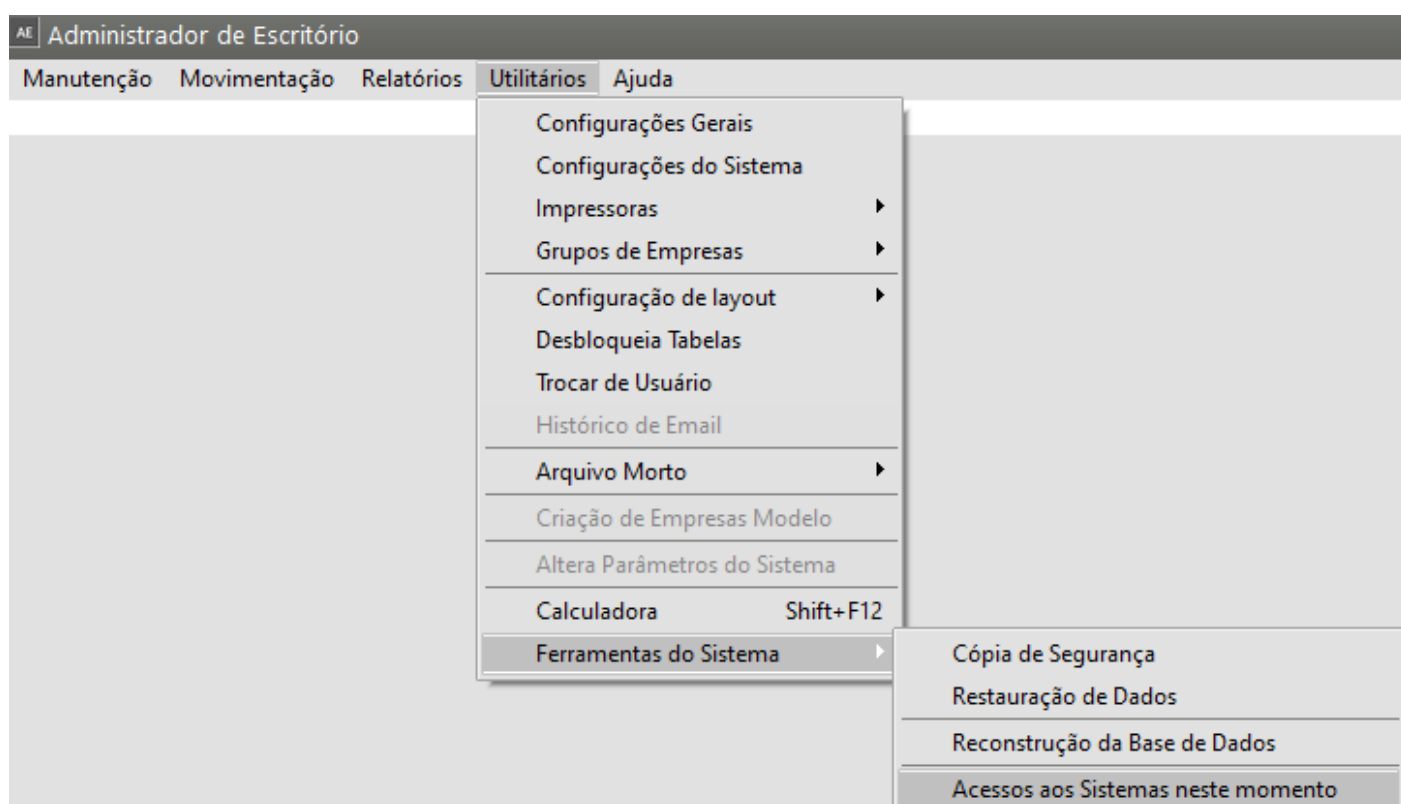 AE Administrador de Escritório
Manutenção Movimentação Relatórios Utilitários Ajuda
Configurações Gerais
Configurações do Sistema
Impressoras
Grupos de Empresas
Configuração de layout
Desbloqueia Tabelas
Trocar de Usuário
Histórico de Email
Arquivo Morto
Criação de Empresas Modelo
Altera Parâmetros do Sistema
Calculadora Shift+F12
Ferramentas do Sistema
Cópia de Segurança
Restauração de Dados
Reconstrução da Base de Dados
Acessos aos Sistemas neste momento